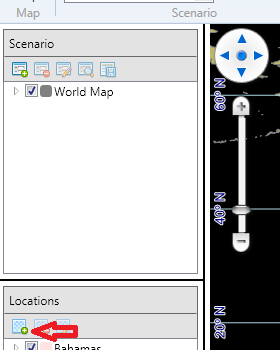 Map
Scenario
Scenario
World Map
60° N
40° N
20° N
Locations
Bahamas